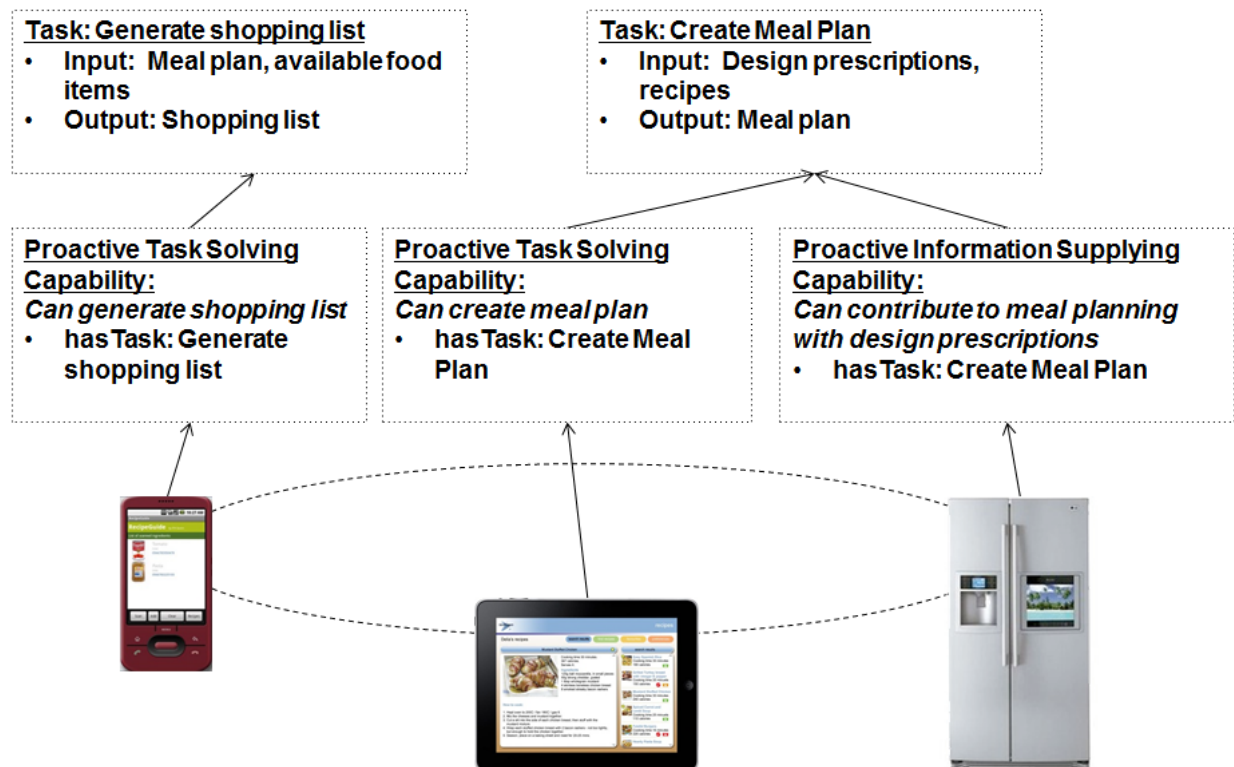 Task: Generate shopping list
• Input: Meal plan, available food
items
• Output: Shopping list
Task: Create Meal Plan
• Input: Design prescriptions,
recipes
• Output: Meal plan
Proactive Task Solving
Capability:
Can generate shopping list
• hasTask: Generate
shopping list
Proactive Task Solving
Capability:
Can create meal plan
• hasTask: Create Meal
Plan
Proactive Information Supplying
Capability:
Can contribute to meal planning
with design prescriptions
• hasTask: Create Meal Plan
RecipeGuide
recipes